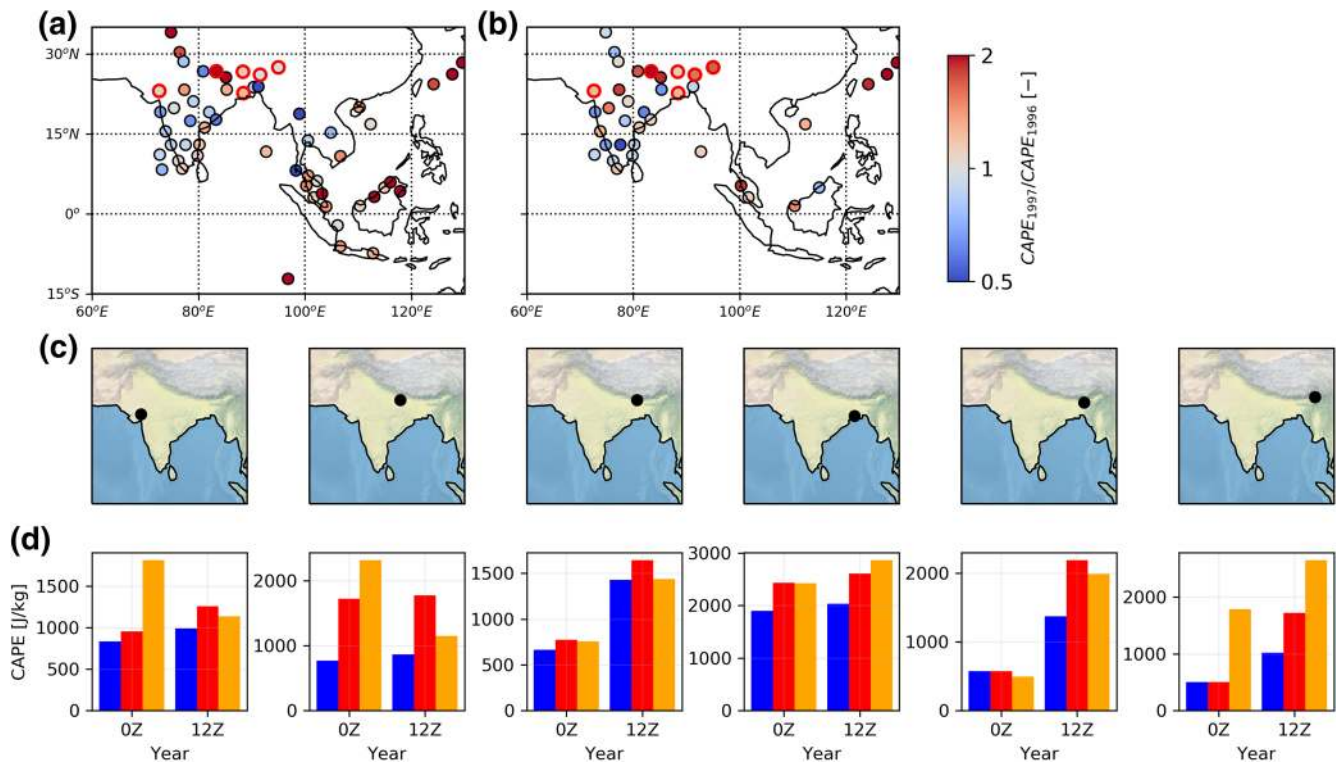 (a)
(b)
30°N
15°N
0°
15°S
60°E
80°E
100°E
120°E
60°E
80°E
100°E
120°E
2
1
0.5
CAPE1997/CAPE1996 [−]
(c)
(d)
CAPE [J/kg]
1500
1000
500
0
0Z
12Z
Year
2000
1000
0
0Z
12Z
Year
1500
1000
500
0
0Z
12Z
Year
3000
2000
1000
0
0Z
12Z
Year
2000
1000
0
0Z
12Z
Year
2000
1000
0
0Z
12Z
Year